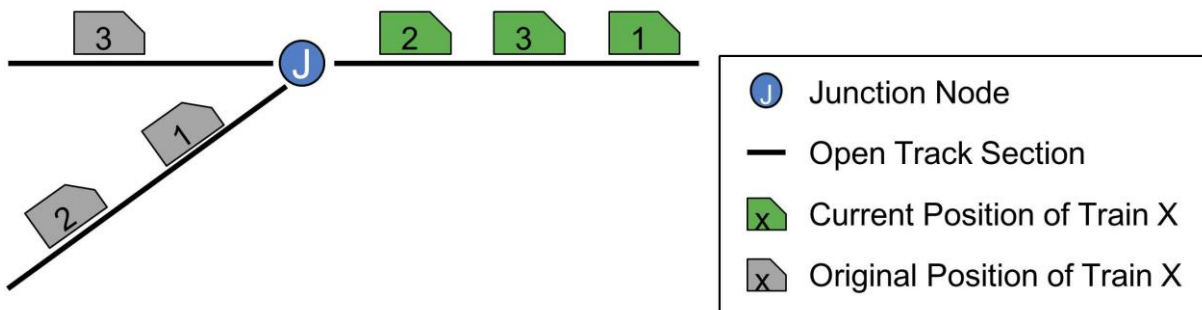 3
2
3
1
J
1
2
J
Junction Node
Open Track Section
x
Current Position of Train X
x
Original Position of Train X